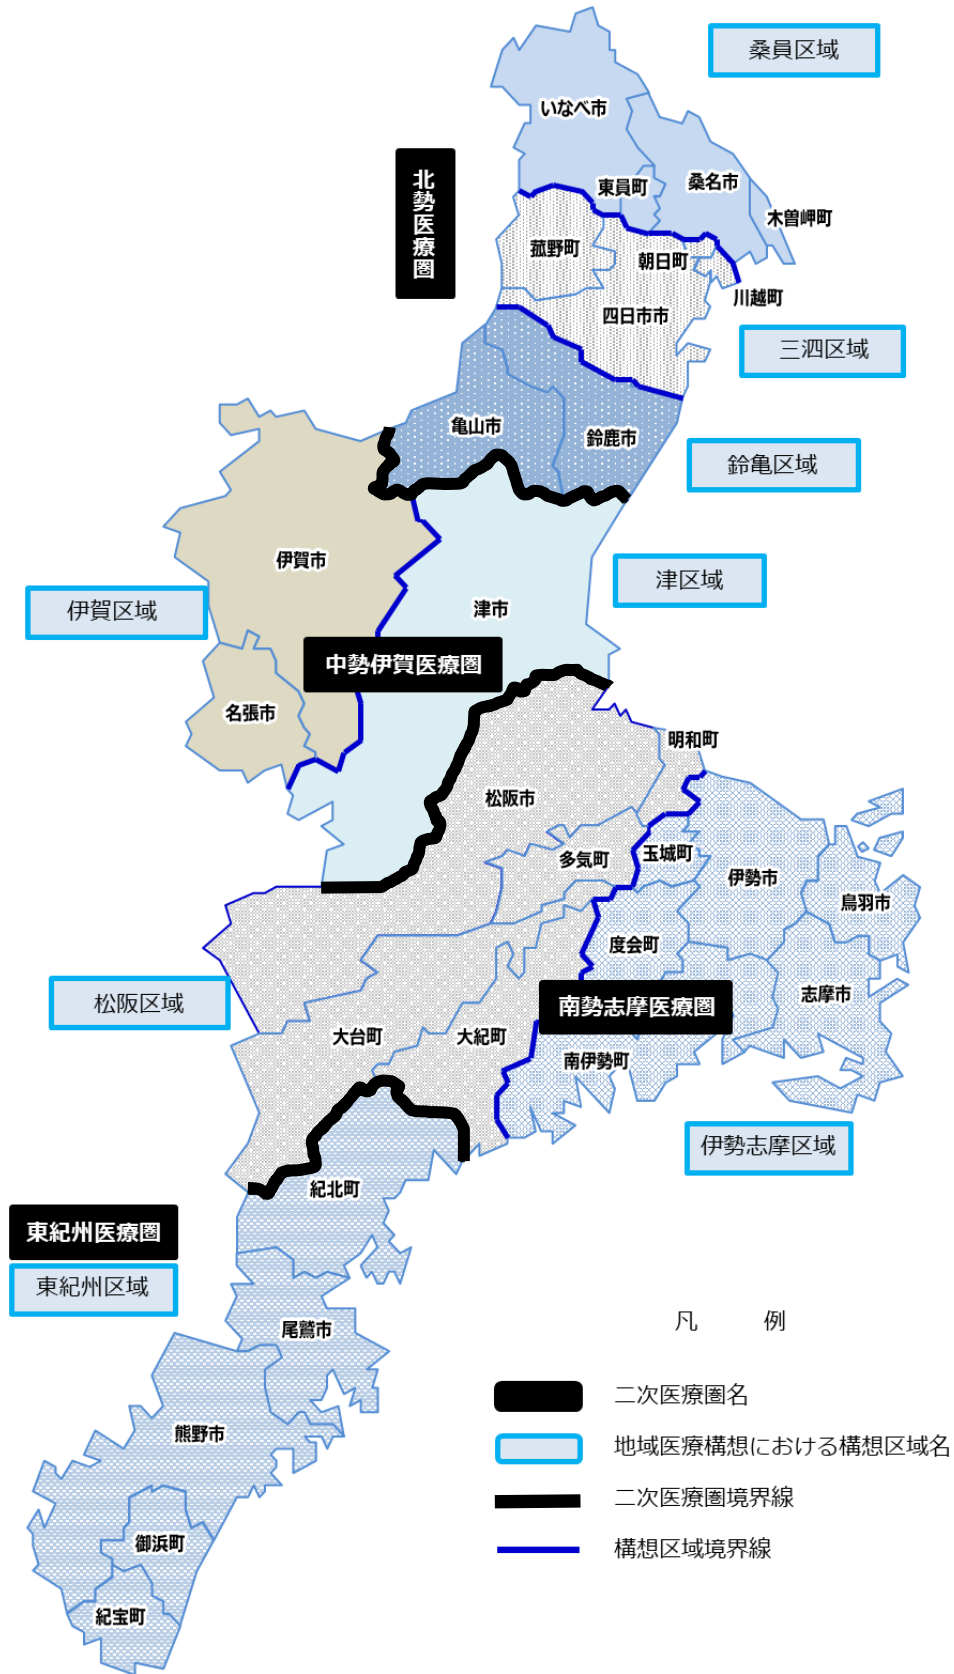 桑員区域
いなべ市
北勢医療圏
東員町
桑名市
木曽岬町
菰野町
朝日町
川越町
四日市市
三泗区域
亀山市
鈴鹿市
鈴亀区域
伊賀市
津区域
伊賀区域
津市
中勢伊賀医療圏
名張市
明和町
松阪市
多気町
玉城町
伊勢市
鳥羽市
度会町
松阪区域
南勢志摩医療圏
志摩市
大台町
大紀町
南伊勢町
伊勢志摩区域
紀北町
東紀州医療圏
東紀州区域
尾鷲市
熊野市
御浜町
紀宝町
凡　例
二次医療圏名
地域医療構想における構想区域名
二次医療圏境界線
構想区域境界線